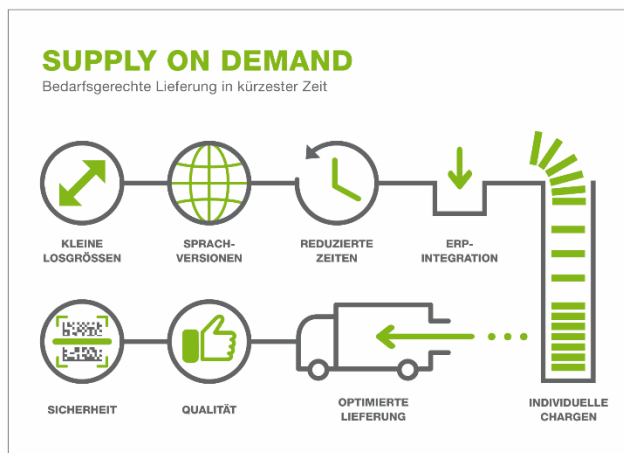 SUPPLY ON DEMAND
Bedarfsgerechte Lieferung in kürzester Zeit
KLEINE
LOSGRÖSSEN
SPRACH-
VERSIONEN
REDUZIERTE
ZEITEN
ERP-
INTEGRATION
SICHERHEIT
QUALITÄT
OPTIMIERTE
LIEFERUNG
INDIVIDUELLE
CHARGEN